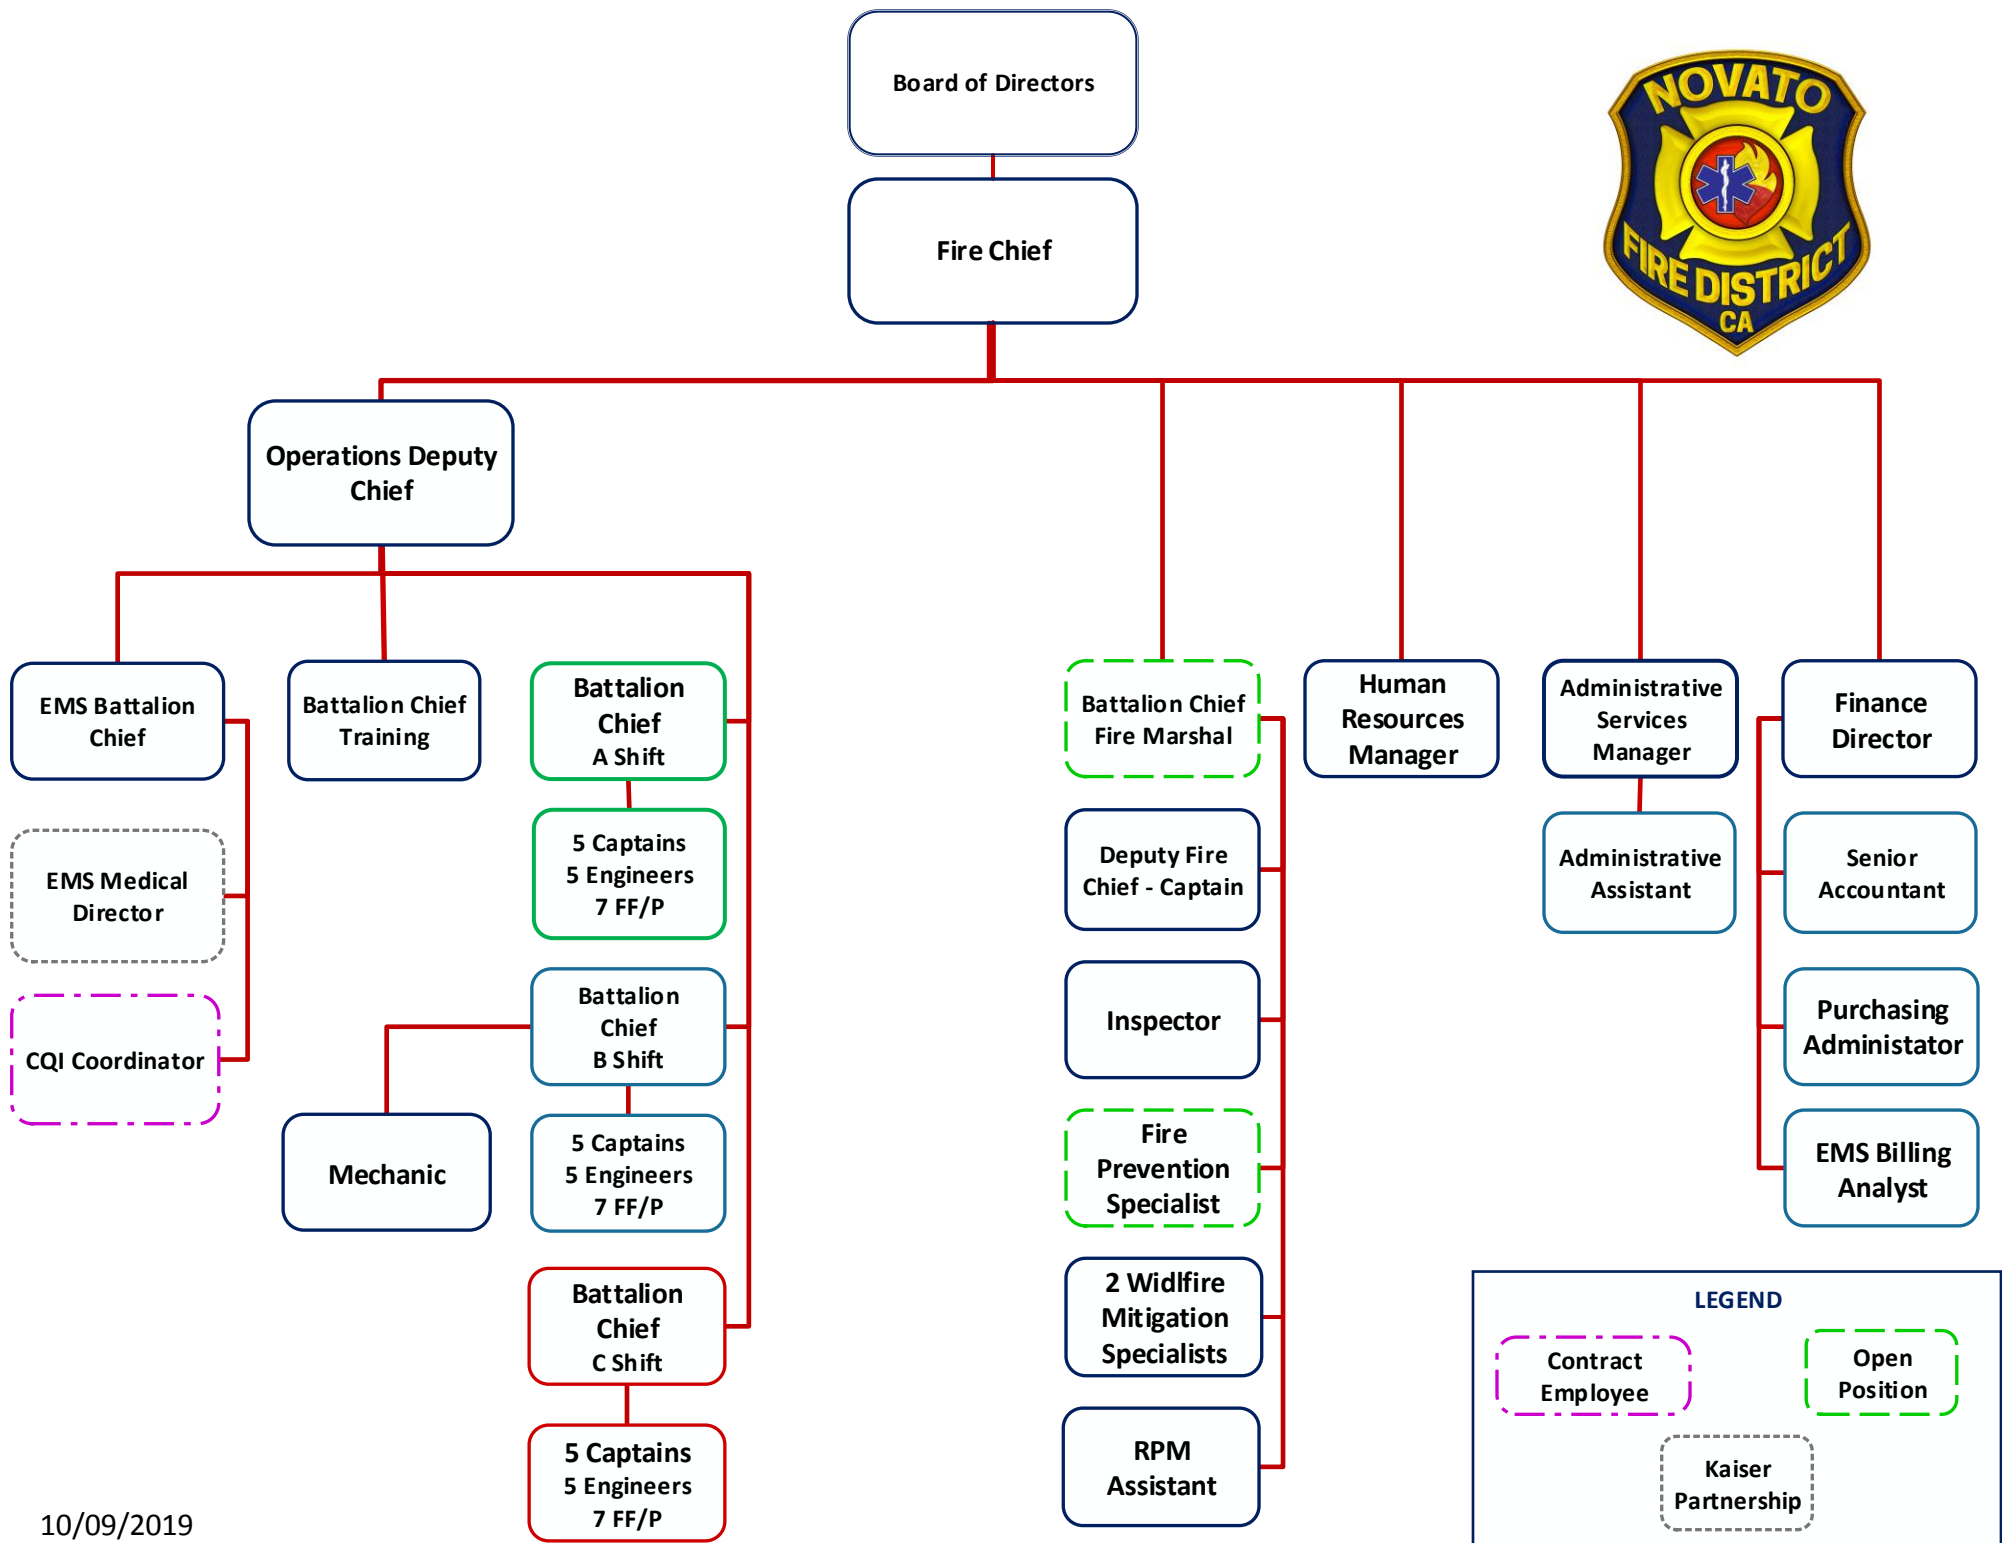 Board of Directors
NOVATO
FIRE DISTRICT
CA
Fire Chief
Operations Deputy
Chief
EMS Battalion
Chief
Battalion Chief
Training
Battalion
Chief
A Shift
Battalion Chief
Fire Marshal
Human
Resources
Manager
Administrative
Services
Manager
Finance
Director
EMS Medical
Director
5 Captains
5 Engineers
7 FF/P
Deputy Fire
Chief - Captain
Administrative
Assistant
Senior
Accountant
CQI Coordinator
Battalion
Chief
B Shift
Inspector
Purchasing
Administator
Mechanic
5 Captains
5 Engineers
7 FF/P
Fire
Prevention
Specialist
EMS Billing
Analyst
Battalion
Chief
C Shift
2 Widlfire
Mitigation
Specialists
5 Captains
5 Engineers
7 FF/P
RPM
Assistant
LEGEND
Contract
Employee
Open
Position
Kaiser
Partnership
10/09/2019